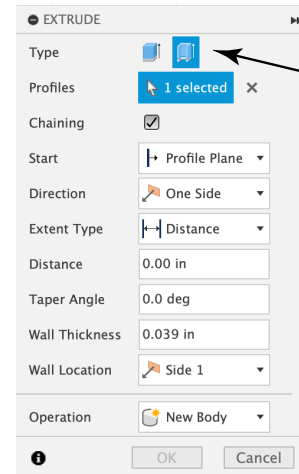 EXTRUDE
Type
Profiles 1 selected
Chaining
Start Profile Plane
Direction One Side
Extent Type Distance
Distance 0.00 in
Taper Angle 0.0 deg
Wall Thickness 0.039 in
Wall Location Side 1
Operation New Body
OK Cancel